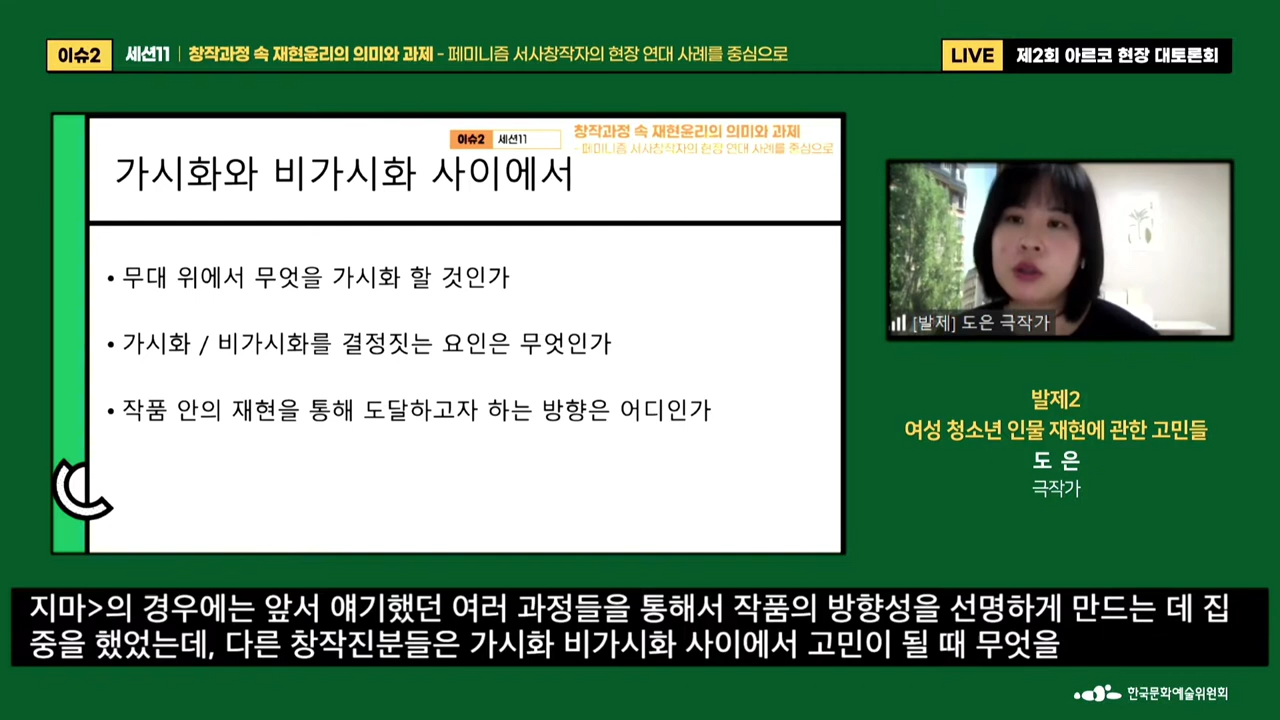 이슈2 세션11 | 창작과정 속 재현윤리의 의미와 과제 - 페미니즘 서사창작자의 현장 연대 사례를 중심으로
LIVE 제2회 아르코 현장 대토론회
이슈2 세션11 창작과정 속 재현윤리의 의미와 과제
- 페미니즘 서사창작자의 현장 연대 사례를 중심으로
가시화와 비가시화 사이에서
• 무대 위에서 무엇을 가시화 할 것인가
• 가시화 / 비가시화를 결정짓는 요인은 무엇인가
• 작품 안의 재현을 통해 도달하고자 하는 방향은 어디인가
[발제] 도은 극작가
발제2
여성 청소년 인물 재현에 관한 고민들
도 은
극작가
지마>의 경우에는 앞서 얘기했던 여러 과정들을 통해서 작품의 방향성을 선명하게 만드는 데 집
중을 했었는데, 다른 창작진분들은 가시화 비가시화 사이에서 고민이 될 때 무엇을
한국문화예술위원회